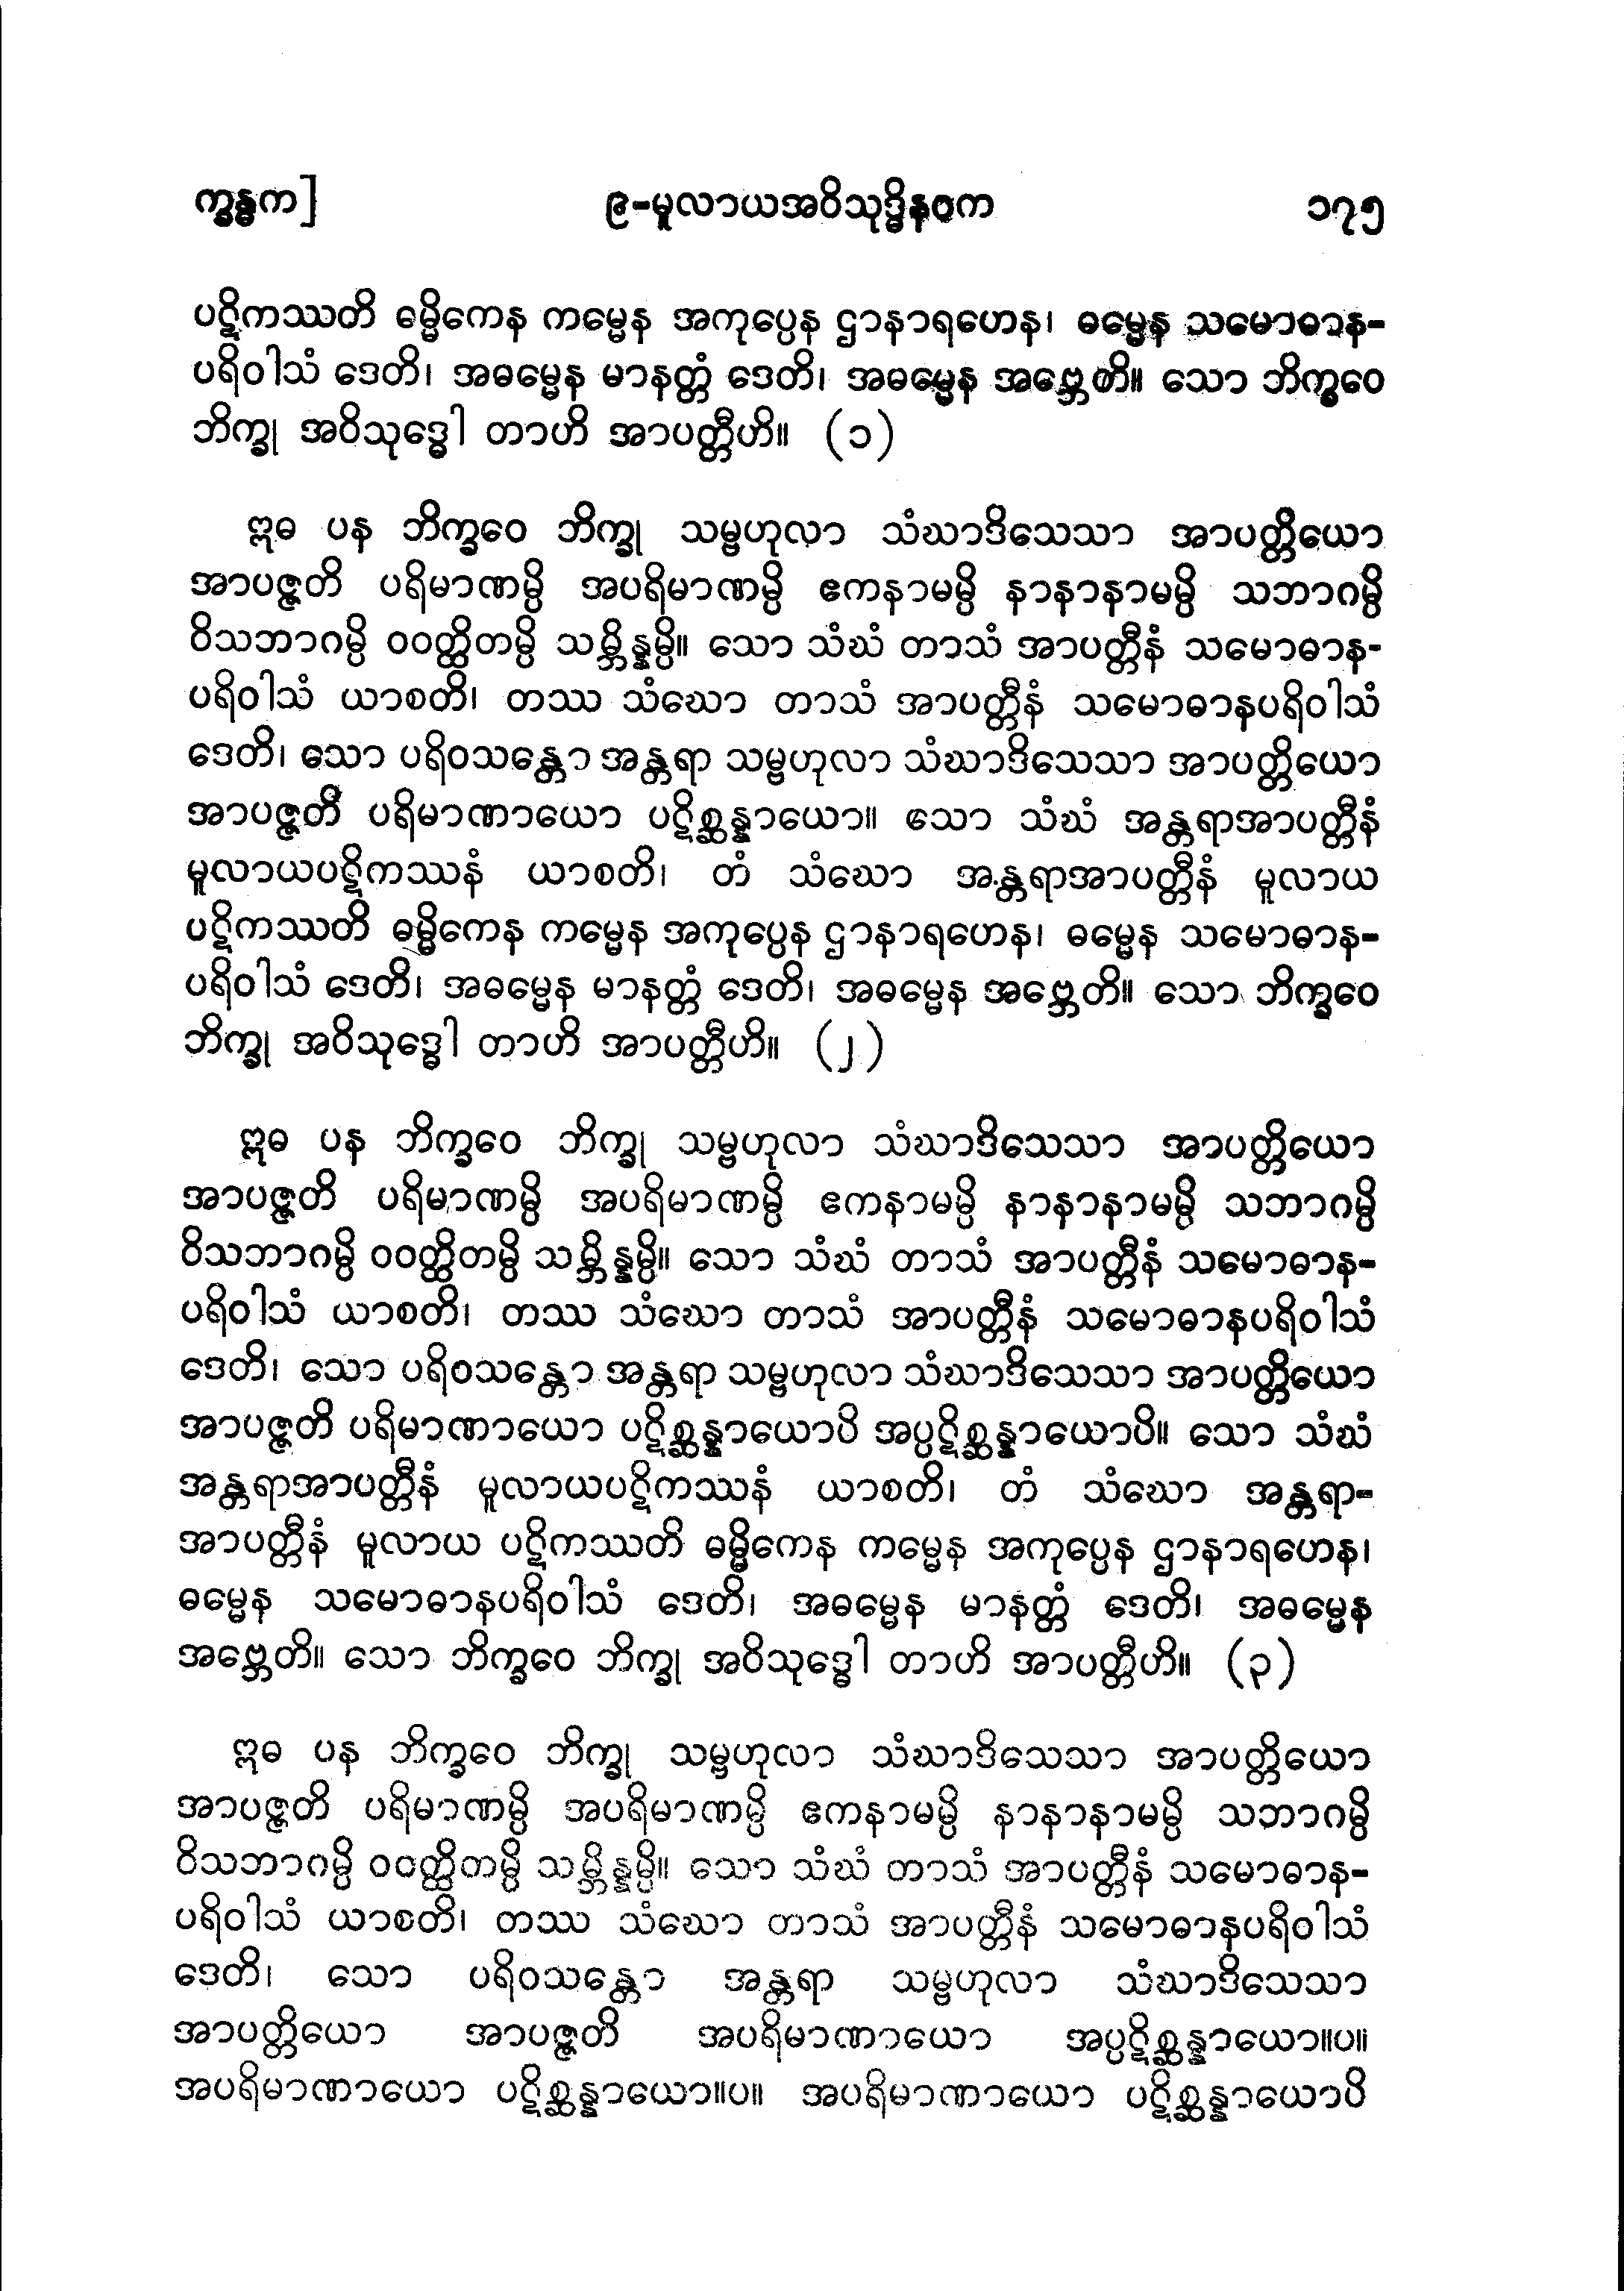 က္ခန္ဓက]
၉-မူလာယအဝိသုဒ္ဓိနဝက
၁၇၅
ပဋိကဿတိ ဓမ္မိကေန ကမ္မေန အကုပ္ပေန ဌာနာရဟေန၊ ဓမ္မေန သမောဓာန-
ပရိဝါသံ ဒေတိ၊ အဓမ္မေန မာနတ္တံ ဒေတိ၊ အဓမ္မေန အဗ္ဘေတိ။ သော ဘိက္ခဝေ
ဘိက္ခု အဝိသုဒ္ဓေါ တာဟိ အာပတ္တီဟိ။ (၁)
ဣဓ ပန ဘိက္ခဝေ ဘိက္ခု သမ္ဗဟုလာ သံဃာဒိသေသာ အာပတ္တိယော
အာပဇ္ဇတိ ပရိမာဏမ္ပိ အပရိမာဏမ္ပိ ဧကနာမမ္ပိ နာနာနာမမ္ပိ သဘာဂမ္ပိ
ဝိသဘာဂမ္ပိ ဝဝတ္ထိတမ္ပိ သမ္ဘိန္နမ္ပိ။ သော သံဃံ တာသံ အာပတ္တီနံ သမောဓာန-
ပရိဝါသံ ယာစတိ၊ တဿ သံဃော တာသံ အာပတ္တီနံ သမောဓာနပရိဝါသံ
ဒေတိ၊ သော ပရိဝသန္တော အန္တရာ သမ္ဗဟုလာ သံဃာဒိသေသာ အာပတ္တိယော
အာပဇ္ဇတိ ပရိမာဏာယော ပဋိစ္ဆန္နာယော။ သော သံဃံ အန္တရာအာပတ္တီနံ
မူလာယပဋိကဿနံ ယာစတိ၊ တံ သံဃော အန္တရာအာပတ္တီနံ မူလာယ
ပဋိကဿတိ ဓမ္မိကေန ကမ္မေန အကုပ္ပေန ဌာနာရဟေန၊ ဓမ္မေန သမောဓာန-
ပရိဝါသံ ဒေတိ၊ အဓမ္မေန မာနတ္တံ ဒေတိ၊ အဓမ္မေန အဗ္ဘေတိ။ သော ဘိက္ခဝေ
ဘိက္ခု အဝိသုဒ္ဓေါ တာဟိ အာပတ္တီဟိ။ (၂)
ဣဓ ပန ဘိက္ခဝေ ဘိက္ခု သမ္ဗဟုလာ သံဃာဒိသေသာ အာပတ္တိယော
အာပဇ္ဇတိ ပရိမာဏမ္ပိ အပရိမာဏမ္ပိ ဧကနာမမ္ပိ နာနာနာမမ္ပိ သဘာဂမ္ပိ
ဝိသဘာဂမ္ပိ ဝဝတ္ထိတမ္ပိ သမ္ဘိန္နမ္ပိ။ သော သံဃံ တာသံ အာပတ္တီနံ သမောဓာန-
ပရိဝါသံ ယာစတိ၊ တဿ သံဃော တာသံ အာပတ္တီနံ သမောဓာနပရိဝါသံ
ဒေတိ၊ သော ပရိဝသန္တော အန္တရာ သမ္ဗဟုလာ သံဃာဒိသေသာ အာပတ္တိယော
အာပဇ္ဇတိ ပရိမာဏာယော ပဋိစ္ဆန္နာယောပိ အပ္ပဋိစ္ဆန္နာယောပိ။ သော သံဃံ
အန္တရာအာပတ္တီနံ မူလာယပဋိကဿနံ ယာစတိ၊ တံ သံဃော အန္တရာ-
အာပတ္တီနံ မူလာယ ပဋိကဿတိ ဓမ္မိကေန ကမ္မေန အကုပ္ပေန ဌာနာရဟေန၊
ဓမ္မေန သမောဓာနပရိဝါသံ ဒေတိ၊ အဓမ္မေန မာနတ္တံ ဒေတိ၊ အဓမ္မေန
အဗ္ဘေတိ။ သော ဘိက္ခဝေ ဘိက္ခု အဝိသုဒ္ဓေါ တာဟိ အာပတ္တီဟိ။ (၃)
ဣဓ ပန ဘိက္ခဝေ ဘိက္ခု သမ္ဗဟုလာ သံဃာဒိသေသာ အာပတ္တိယော
အာပဇ္ဇတိ ပရိမာဏမ္ပိ အပရိမာဏမ္ပိ ဧကနာမမ္ပိ နာနာနာမမ္ပိ သဘာဂမ္ပိ
ဝိသဘာဂမ္ပိ ဝဝတ္ထိတမ္ပိ သမ္ဘိန္နမ္ပိ။ သော သံဃံ တာသံ အာပတ္တီနံ သမောဓာန-
ပရိဝါသံ ယာစတိ၊ တဿ သံဃော တာသံ အာပတ္တီနံ သမောဓာနပရိဝါသံ
ဒေတိ၊ သော ပရိဝသန္တော အန္တရာ သမ္ဗဟုလာ သံဃာဒိသေသာ
အာပတ္တိယော အာပဇ္ဇတိ အပရိမာဏာယော အပ္ပဋိစ္ဆန္နာယော။ပ။
အပရိမာဏာယော ပဋိစ္ဆန္နာယော။ပ။ အပရိမာဏာယော ပဋိစ္ဆန္နာယောပိ